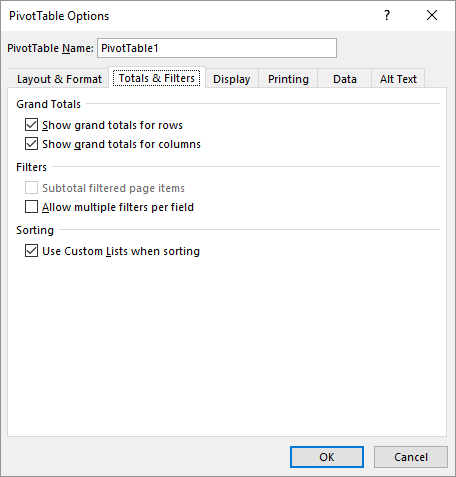 PivotTable Options ?
PivotTable Name: PivotTable1
Layout & Format Totals & Filters Display Printing Data Alt Text
Grand Totals
Show grand totals for rows
Show grand totals for columns
Filters
Subtotal filtered page items
Allow multiple filters per field
Sorting
Use Custom Lists when sorting
OK Cancel